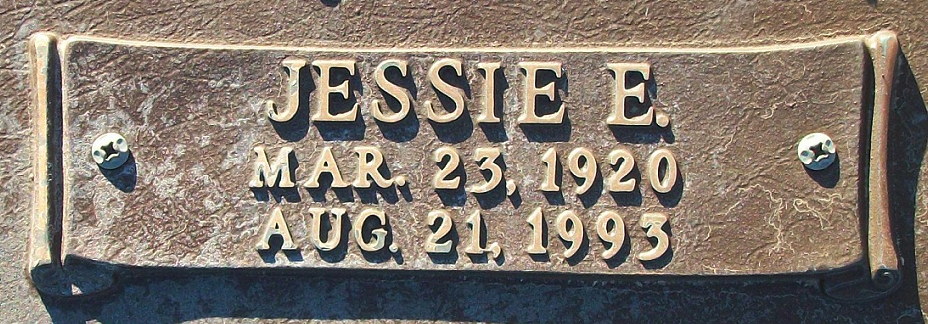 JESSIE E.
MAR. 23, 1920
AUG. 21, 1993